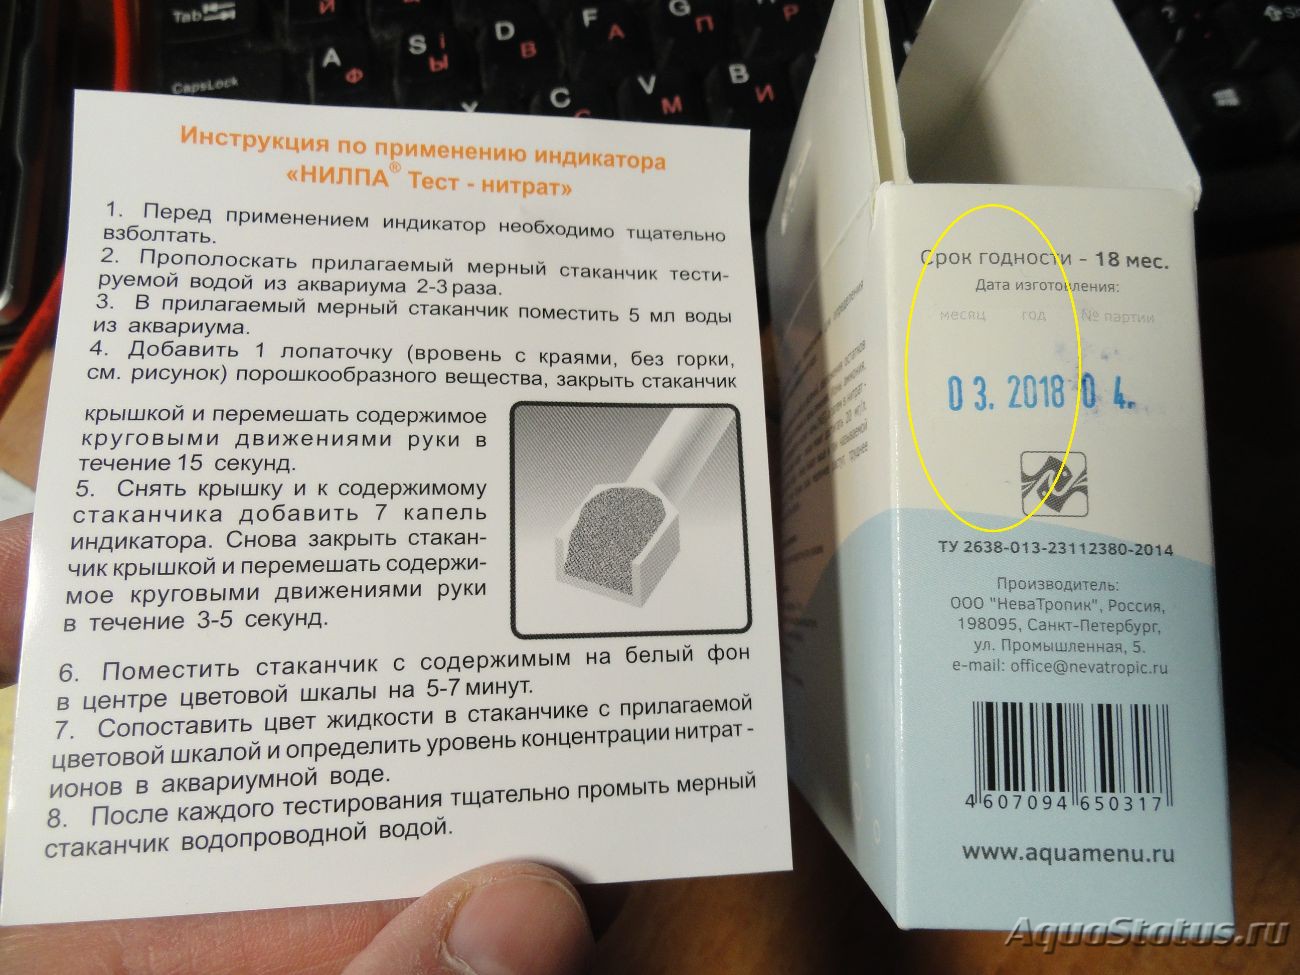 Tab
CapsLock
A Ф
S І Ы
D В
F А
G П
Р
C С
V М
B И
Инструкция по применению индикатора
«НИЛПА® Тест - нитрат»
1. Перед применением индикатор необходимо тщательно
взболтать.
2. Прополоскать прилагаемый мерный стаканчик тести-
руемой водой из аквариума 2-3 раза.
3. В прилагаемый мерный стаканчик поместить 5 мл воды
из аквариума.
4. Добавить 1 лопаточку (вровень с краями, без горки,
см. рисунок) порошкообразного вещества, закрыть стаканчик
крышкой и перемешать содержимое
круговыми движениями руки в
течение 15 секунд.
5. Снять крышку и к содержимому
стаканчика добавить 7 капель
индикатора. Снова закрыть стакан-
чик крышкой и перемешать содержи-
мое круговыми движениями руки
в течение 3-5 секунд.
6. Поместить стаканчик с содержимым на белый фон
в центре цветовой шкалы на 5-7 минут.
7. Сопоставить цвет жидкости в стаканчике с прилагаемой
цветовой шкалой и определить уровень концентрации нитрат -
ионов в аквариумной воде.
8. После каждого тестирования тщательно промыть мерный
стаканчик водопроводной водой.
Срок годности - 18 мес.
Дата изготовления:
месяц год № партии
03. 2018 04.
ТУ 2638-013-23112380-2014
Производитель:
ООО "НеваТропик", Россия,
198095, Санкт-Петербург,
ул. Промышленная, 5.
e-mail: office@nevatropic.ru
4 607094 650317
www.aquamenu.ru
AquaStatus.ru